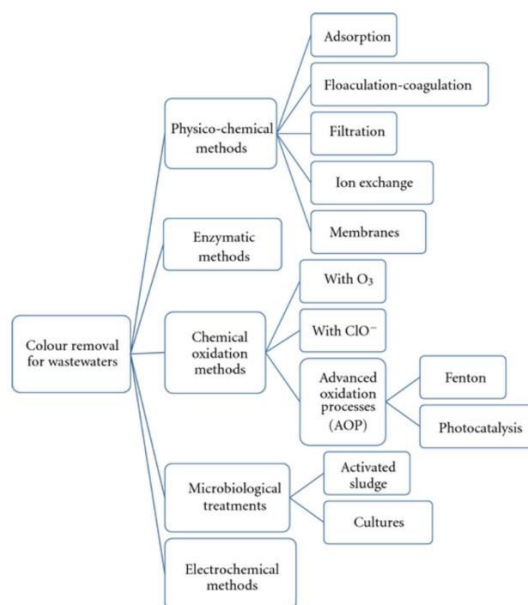 Adsorption
Floaculation-coagulation
Physico-chemical
methods
Filtration
Ion exchange
Membranes
Enzymatic
methods
With O₃
With ClO⁻
Colour removal
for wastewaters
Chemical
oxidation
methods
Advanced
oxidation
processes
(AOP)
Fenton
Photocatalysis
Microbiological
treatments
Activated
sludge
Cultures
Electrochemical
methods